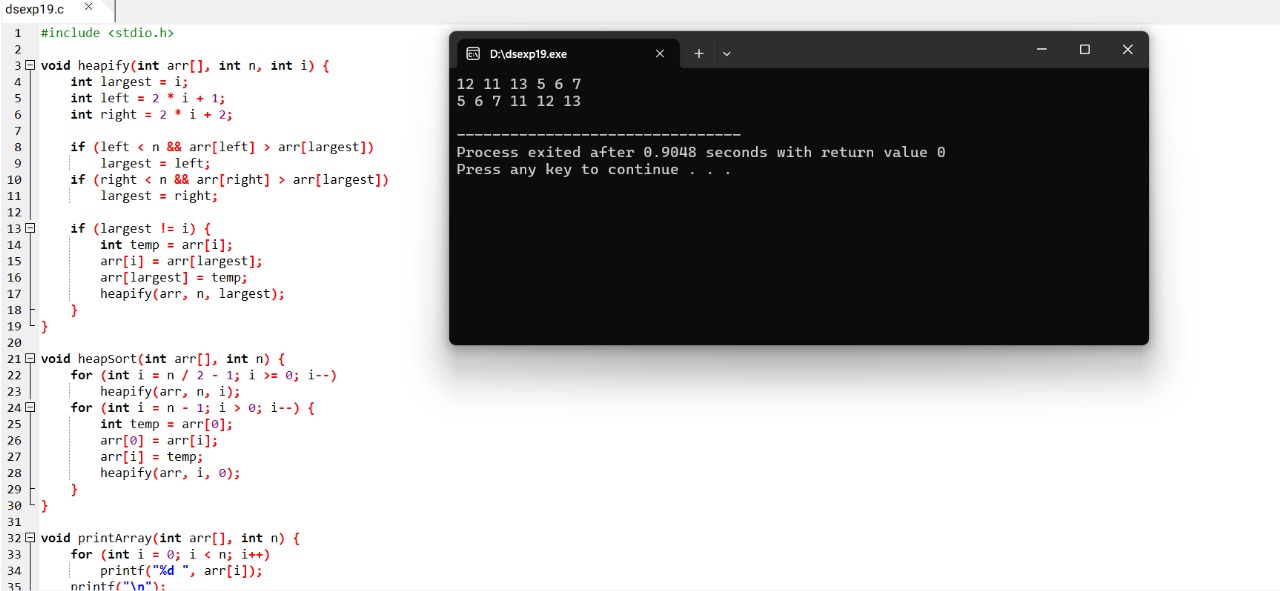 dsexp19.c
1 #include <stdio.h>
2
3 void heapify(int arr[], int n, int i) {
4     int largest = i;
5     int left = 2 * i + 1;
6     int right = 2 * i + 2;
7
8     if (left < n && arr[left] > arr[largest])
9         largest = left;
10     if (right < n && arr[right] > arr[largest])
11         largest = right;
12
13     if (largest != i) {
14         int temp = arr[i];
15         arr[i] = arr[largest];
16         arr[largest] = temp;
17         heapify(arr, n, largest);
18     }
19 }
20
21 void heapSort(int arr[], int n) {
22     for (int i = n / 2 - 1; i >= 0; i--)
23         heapify(arr, n, i);
24     for (int i = n - 1; i > 0; i--) {
25         int temp = arr[0];
26         arr[0] = arr[i];
27         arr[i] = temp;
28         heapify(arr, i, 0);
29     }
30 }
31
32 void printArray(int arr[], int n) {
33     for (int i = 0; i < n; i++)
34         printf("%d ", arr[i]);
35     printf("\n");
D:\dsexp19.exe
12 11 13 5 6 7
5 6 7 11 12 13
--------------------------------
Process exited after 0.9048 seconds with return value 0
Press any key to continue . . .